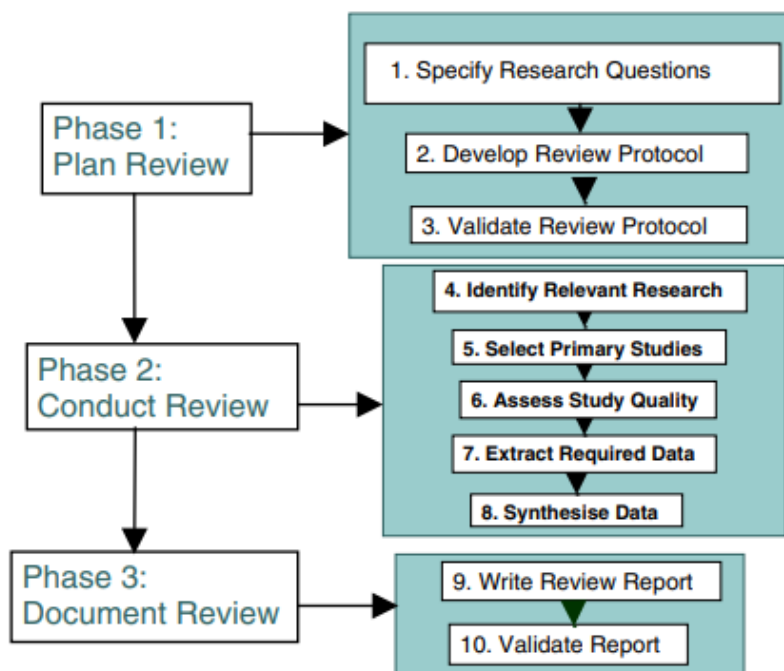 Phase 1:
Plan Review
1. Specify Research Questions
2. Develop Review Protocol
3. Validate Review Protocol
Phase 2:
Conduct Review
4. Identify Relevant Research
5. Select Primary Studies
6. Assess Study Quality
7. Extract Required Data
8. Synthesise Data
Phase 3:
Document Review
9. Write Review Report
10. Validate Report